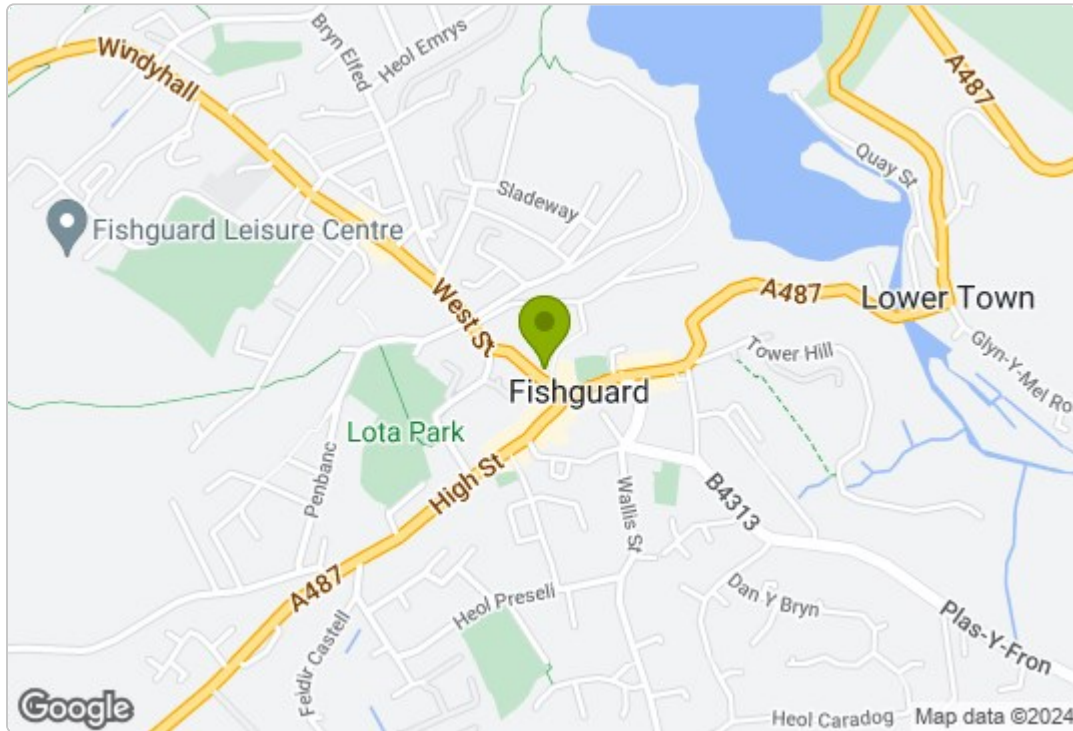 Windyhall
Bryn Elfed
Heol Emrys
A487
Quay St
Sladeway
Fishguard Leisure Centre
West St
A487
Lower Town
Tower Hill
Glyn-Y-Mel Ro
Fishguard
Lota Park
High St
Penbanc
Wallis St
B4313
A487
Heol Preseli
Dan Y Bryn
Plas-Y-Fron
Feidir Castell
Google
Heol Caradog
Map data ©2024